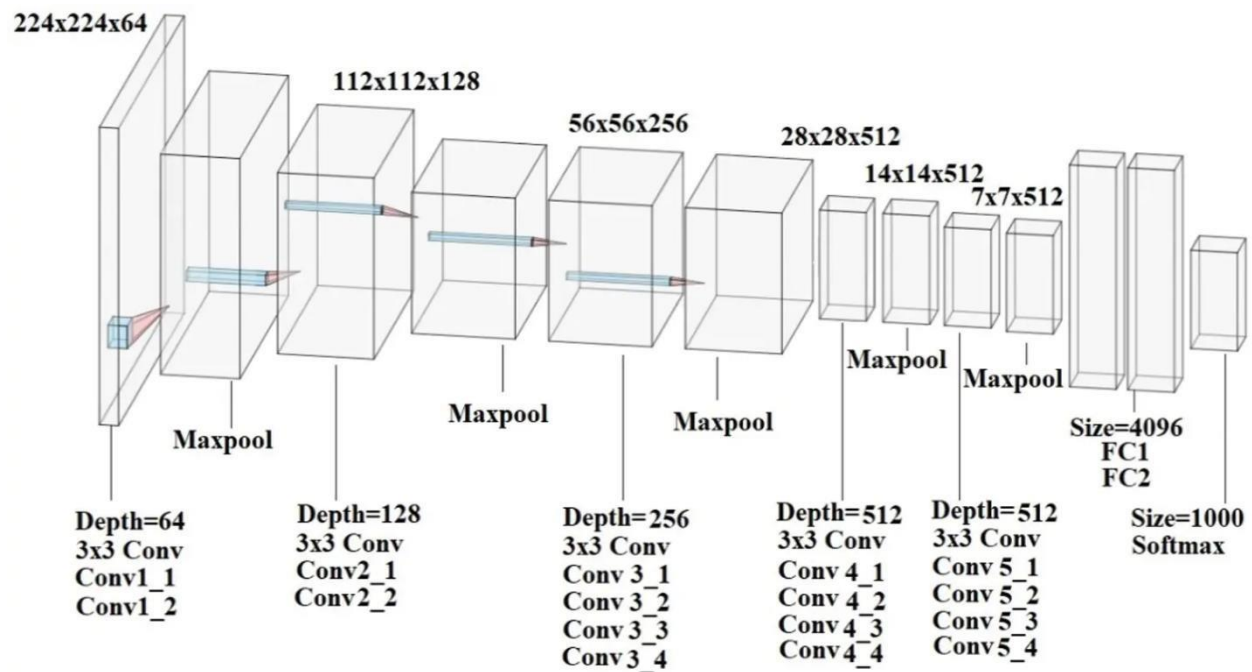 224x224x64
112x112x128
56x56x256
28x28x512
14x14x512
7x7x512
Maxpool
Maxpool
Maxpool
Maxpool
Maxpool
Size=4096
FC1
FC2
Depth=64
3x3 Conv
Conv1_1
Conv1_2
Depth=128
3x3 Conv
Conv2_1
Conv2_2
Depth=256
3x3 Conv
Conv 3_1
Conv 3_2
Conv 3_3
Conv 3_4
Depth=512
3x3 Conv
Conv 4_1
Conv 4_2
Conv 4_3
Conv 4_4
Depth=512
3x3 Conv
Conv 5_1
Conv 5_2
Conv 5_3
Conv 5_4
Size=1000
Softmax